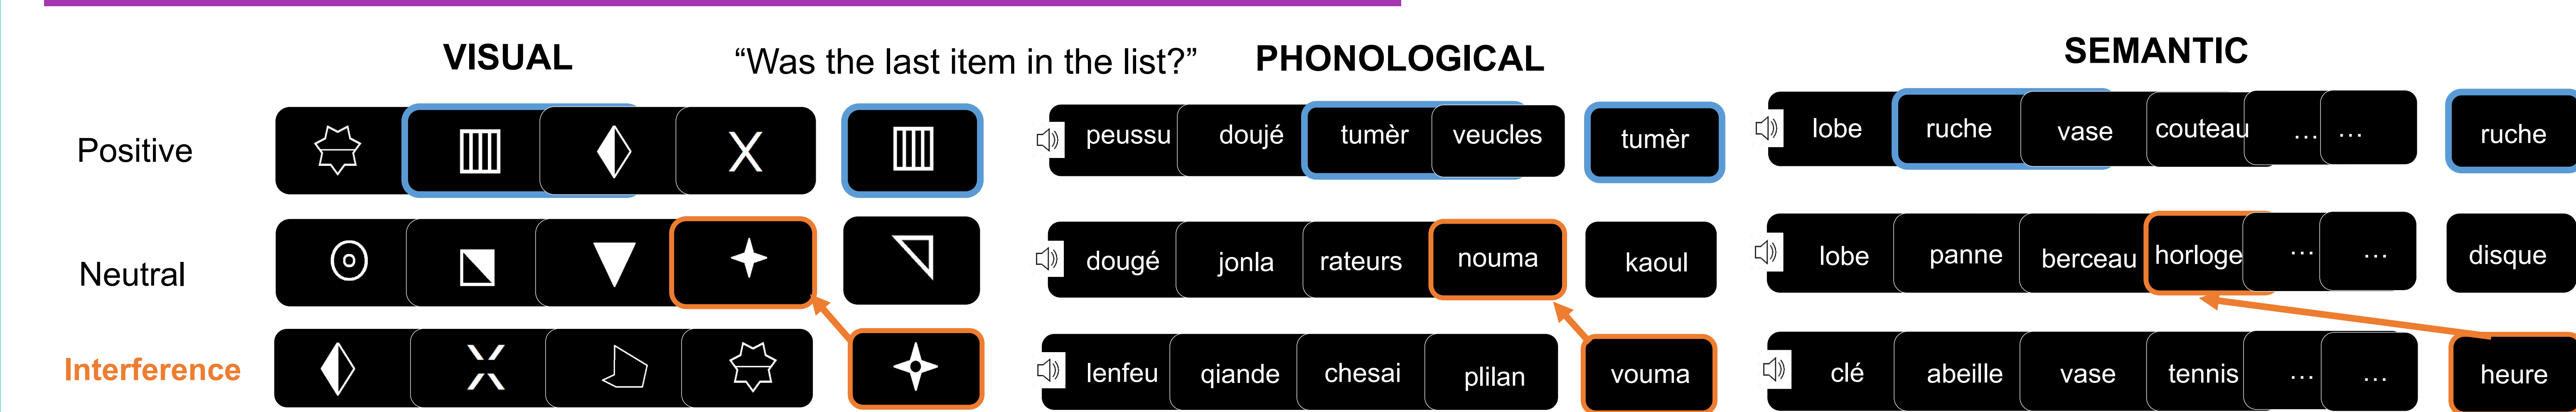 VISUAL “Was the last item in the list?” PHONOLOGICAL SEMANTIC
Positive X peussu doujé tumèr veucles tumèr lobe ruche vase couteau ... ... ruche
Neutral dougé jonla rateurs nouma kaoul lobe panne berceau horloge ... ... disque
Interference lenfeu qiande chesai plilan vouma clé abeille vase tennis ... ... heure